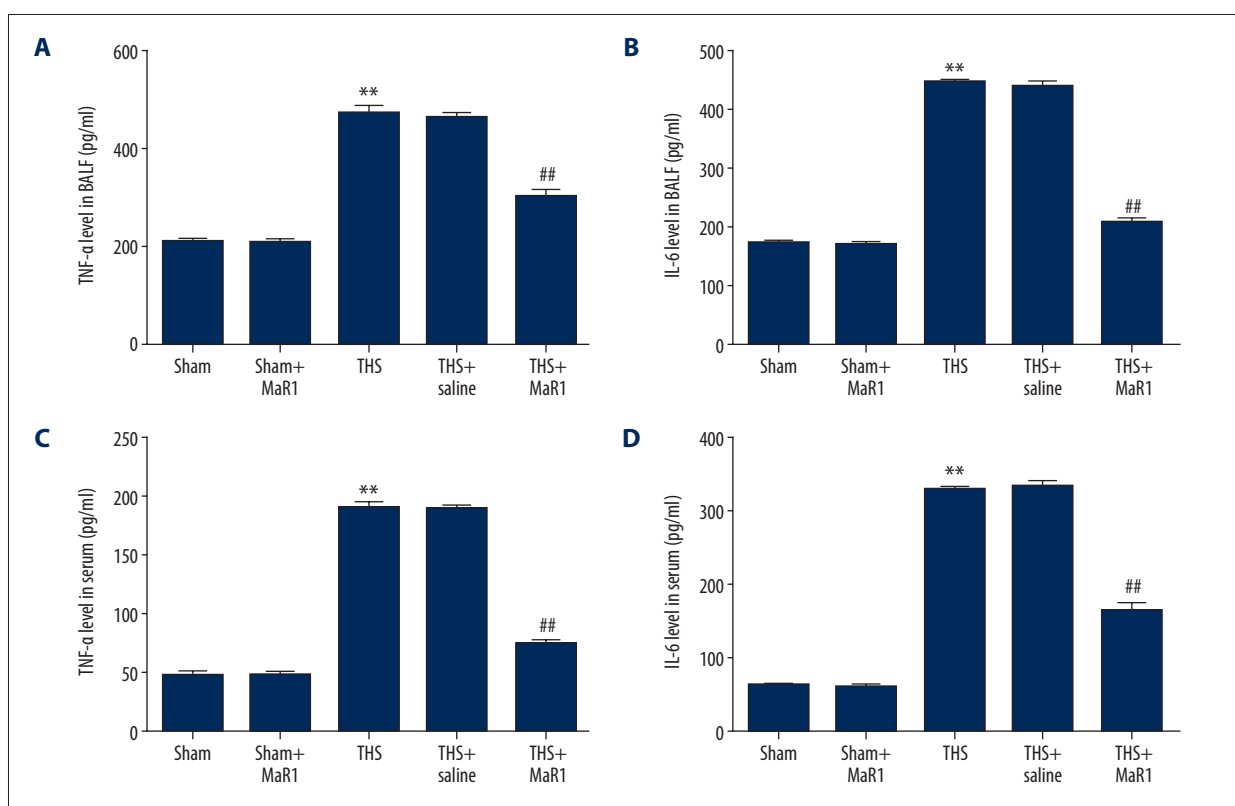 A
TNF-α level in BALF (pg/ml)
600
400
200
0
**
##
Sham
Sham+
MaR1
THS
THS+
saline
THS+
MaR1
B
IL-6 level in BALF (pg/ml)
500
400
300
200
100
0
**
##
Sham
Sham+
MaR1
THS
THS+
saline
THS+
MaR1
C
TNF-α level in serum (pg/ml)
250
200
150
100
50
0
**
##
Sham
Sham+
MaR1
THS
THS+
saline
THS+
MaR1
D
IL-6 level in serum (pg/ml)
400
300
200
100
0
**
##
Sham
Sham+
MaR1
THS
THS+
saline
THS+
MaR1